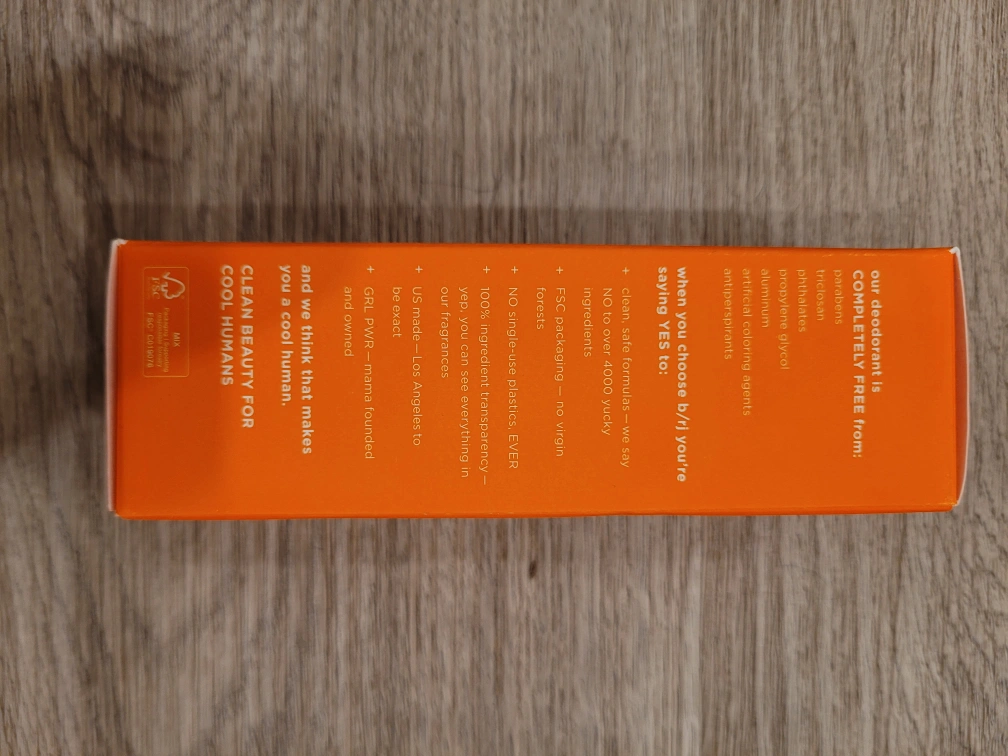 our deodorant is
COMPLETELY FREE from:
parabens
triclosan
phthalates
propylene glycol
aluminum
artificial coloring agents
antiperspirants
when you choose b/rj you're
saying YES to:
+ clean, safe formulas — we say
NO to over 4000 yucky
ingredients
+ FSC packaging — no virgin
forests
+ NO single-use plastics, EVER
+ 100% ingredient transparency —
yep, you can see everything in
our fragrances
+ US made — Los Angeles to
be exact
+ GRL PWR — mama founded
and owned
and we think that makes
you a cool human.
CLEAN BEAUTY FOR
COOL HUMANS
FSC
MIX
FSC® C019076